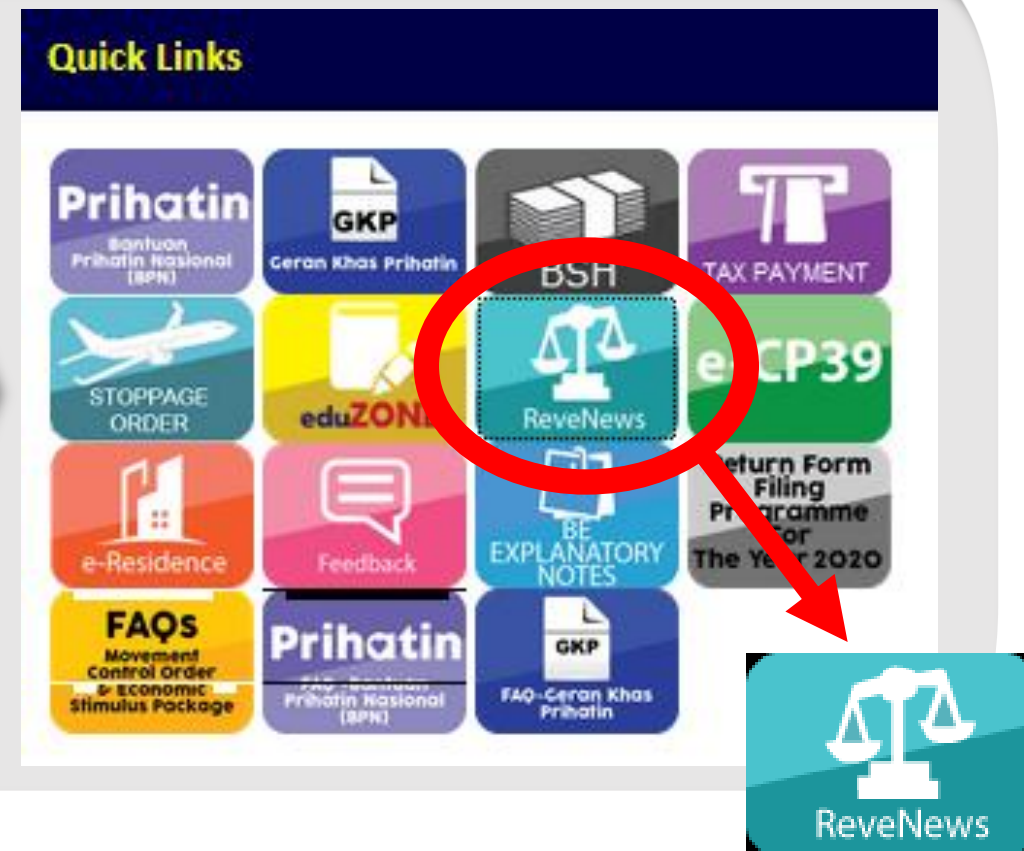 Quick Links
Prihatin
Bantuan
Prihatin Nasional
(BPN)
GKP
Geran Khas Prihatin
BSH
TAX PAYMENT
STOPPAGE
ORDER
eduZONE
ReveNews
e-CP39
e-Residence
Feedback
BE
EXPLANATORY
NOTES
Return Form
Filing
Programme
For
The Year 2020
FAQs
Movement
Control Order
& Economic
Stimulus Package
Prihatin
FAQ-Bantuan
Prihatin Nasional
(BPN)
GKP
FAQ-Geran Khas
Prihatin
ReveNews